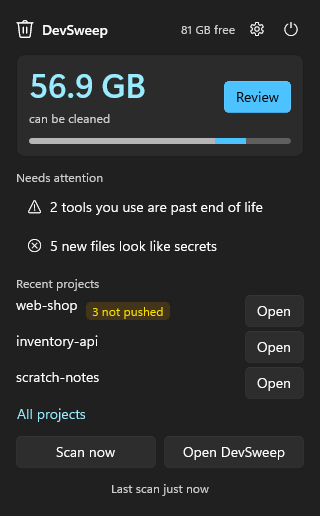 DevSweep 81 GB free
56.9 GB
can be cleaned
Review
Needs attention
2 tools you use are past end of life
5 new files look like secrets
Recent projects
web-shop 3 not pushed Open
inventory-api Open
scratch-notes Open
All projects
Scan now Open DevSweep
Last scan just now